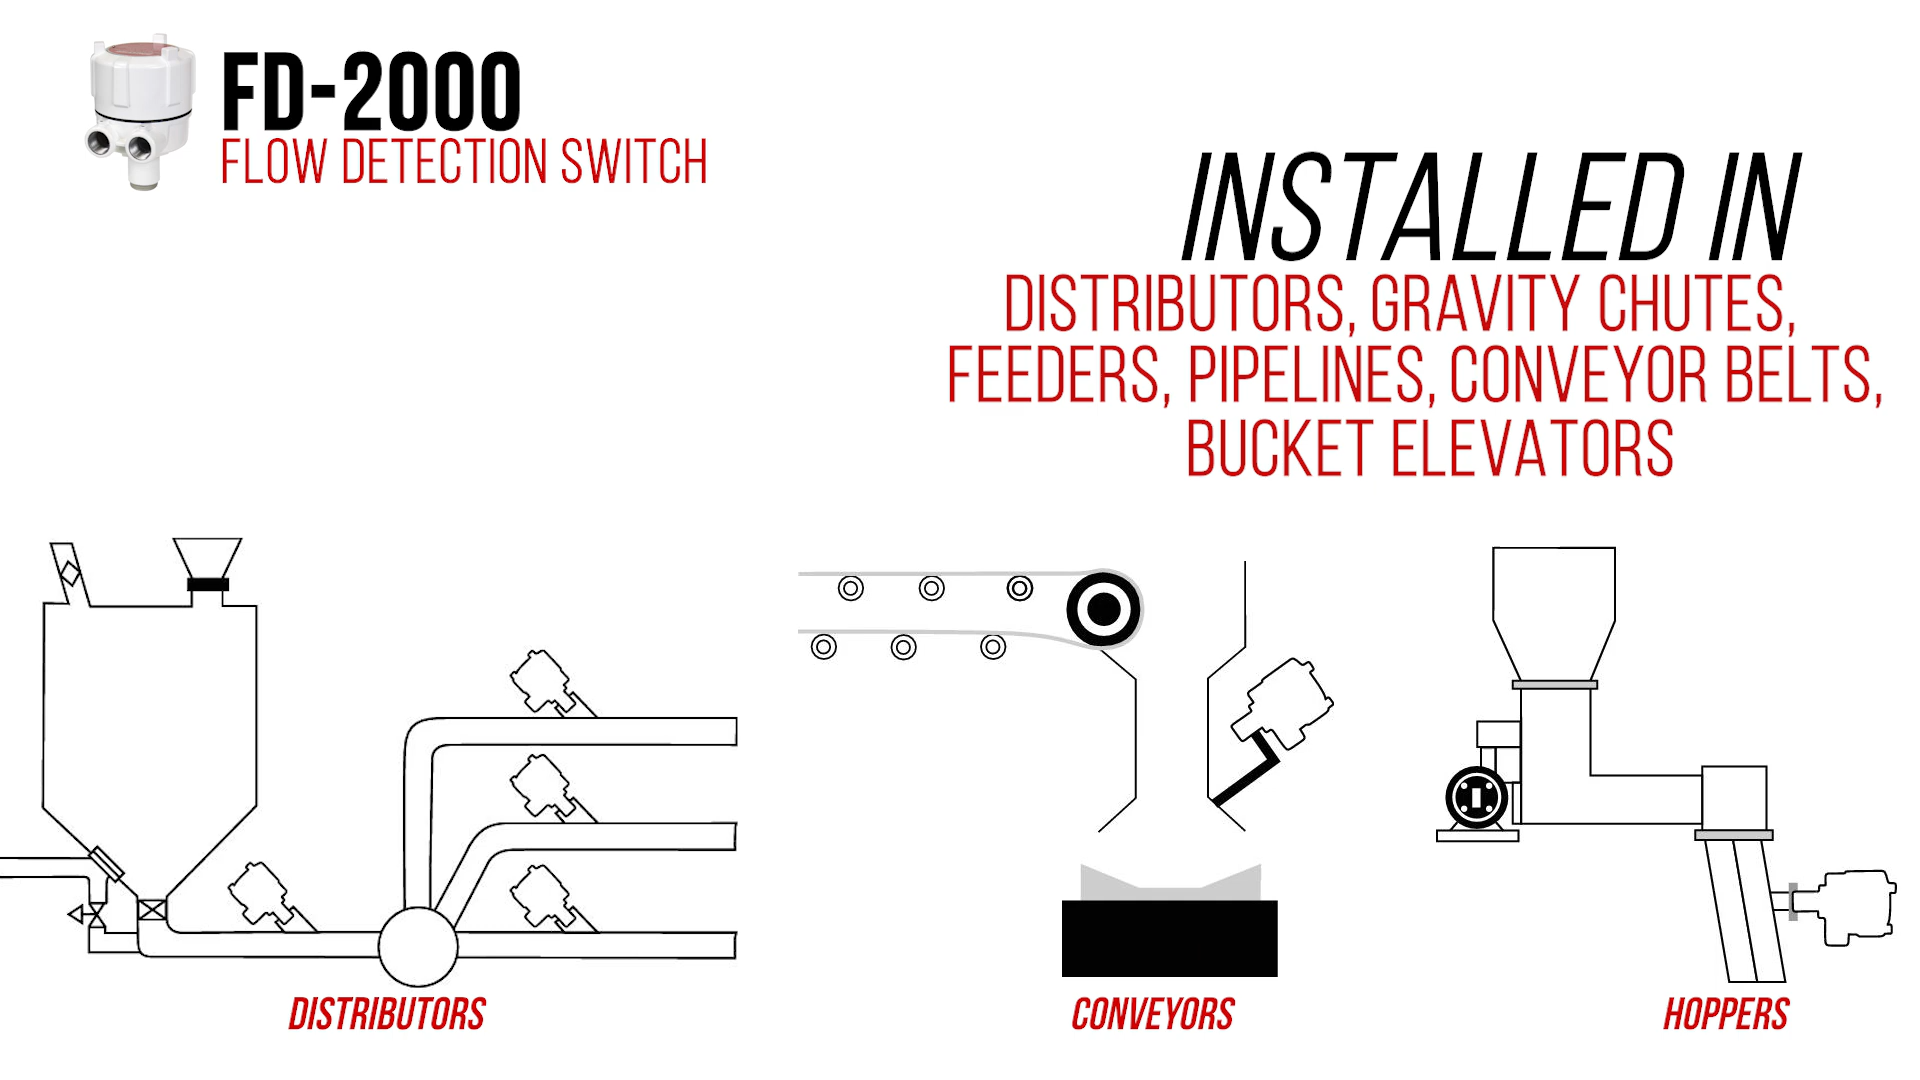 FD-2000
FLOW DETECTION SWITCH
INSTALLED IN
DISTRIBUTORS, GRAVITY CHUTES,
FEEDERS, PIPELINES, CONVEYOR BELTS,
BUCKET ELEVATORS
DISTRIBUTORS
CONVEYORS
HOPPERS